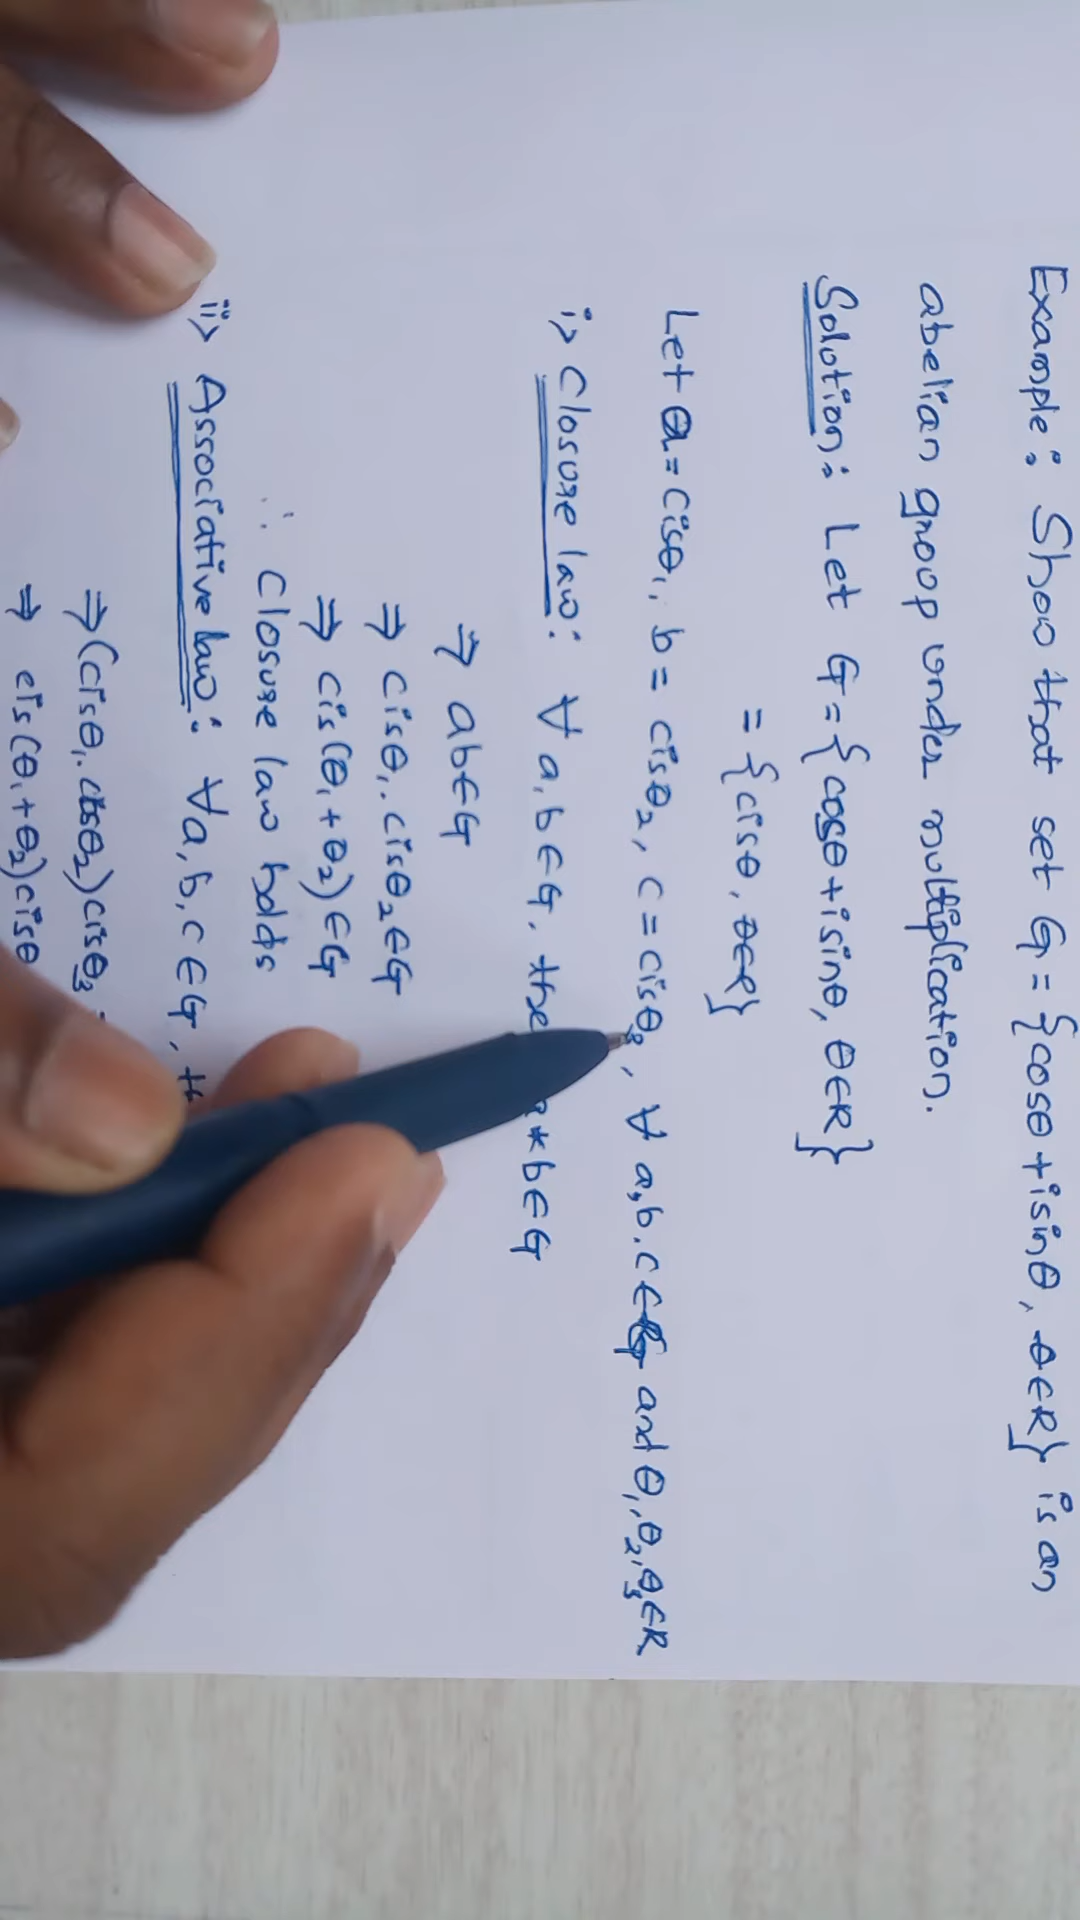 Example: Show that set G = {cosθ + isinθ, θ∈R} is an
abelian group under multiplication.
Solution: Let G = {cosθ + isinθ, θ∈R}
= {cisθ, θ∈R}
Let a = cisθ₁, b = cisθ₂, c = cisθ₃, ∀ a,b,c ∈ G and θ₁,θ₂,θ₃∈R
i> Closure law: ∀ a,b ∈ G, the *b∈G
⇒ ab∈G
⇒ cisθ₁.cisθ₂∈G
⇒ cis(θ₁+θ₂)∈G
∴ Closure law holds
ii> Associative law: ∀a,b,c ∈G,
⇒(cisθ₁.cisθ₂)cisθ₃
⇒ cis(θ₁+θ₂)cisθ